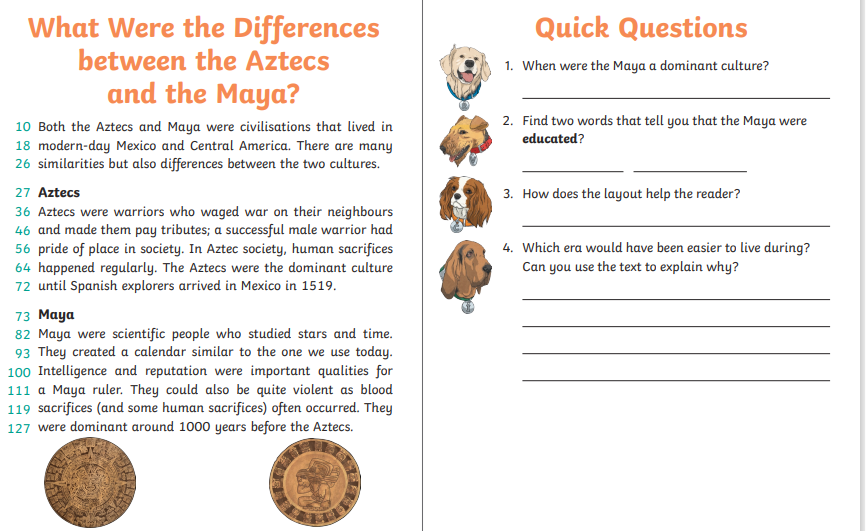 What Were the Differences
between the Aztecs
and the Maya?
10 Both the Aztecs and Maya were civilisations that lived in
18 modern-day Mexico and Central America. There are many
26 similarities but also differences between the two cultures.
27 Aztecs
36 Aztecs were warriors who waged war on their neighbours
46 and made them pay tributes; a successful male warrior had
56 pride of place in society. In Aztec society, human sacrifices
64 happened regularly. The Aztecs were the dominant culture
72 until Spanish explorers arrived in Mexico in 1519.
73 Maya
82 Maya were scientific people who studied stars and time.
93 They created a calendar similar to the one we use today.
100 Intelligence and reputation were important qualities for
111 a Maya ruler. They could also be quite violent as blood
119 sacrifices (and some human sacrifices) often occurred. They
127 were dominant around 1000 years before the Aztecs.
Quick Questions
1. When were the Maya a dominant culture?
2. Find two words that tell you that the Maya were
educated?
3. How does the layout help the reader?
4. Which era would have been easier to live during?
Can you use the text to explain why?